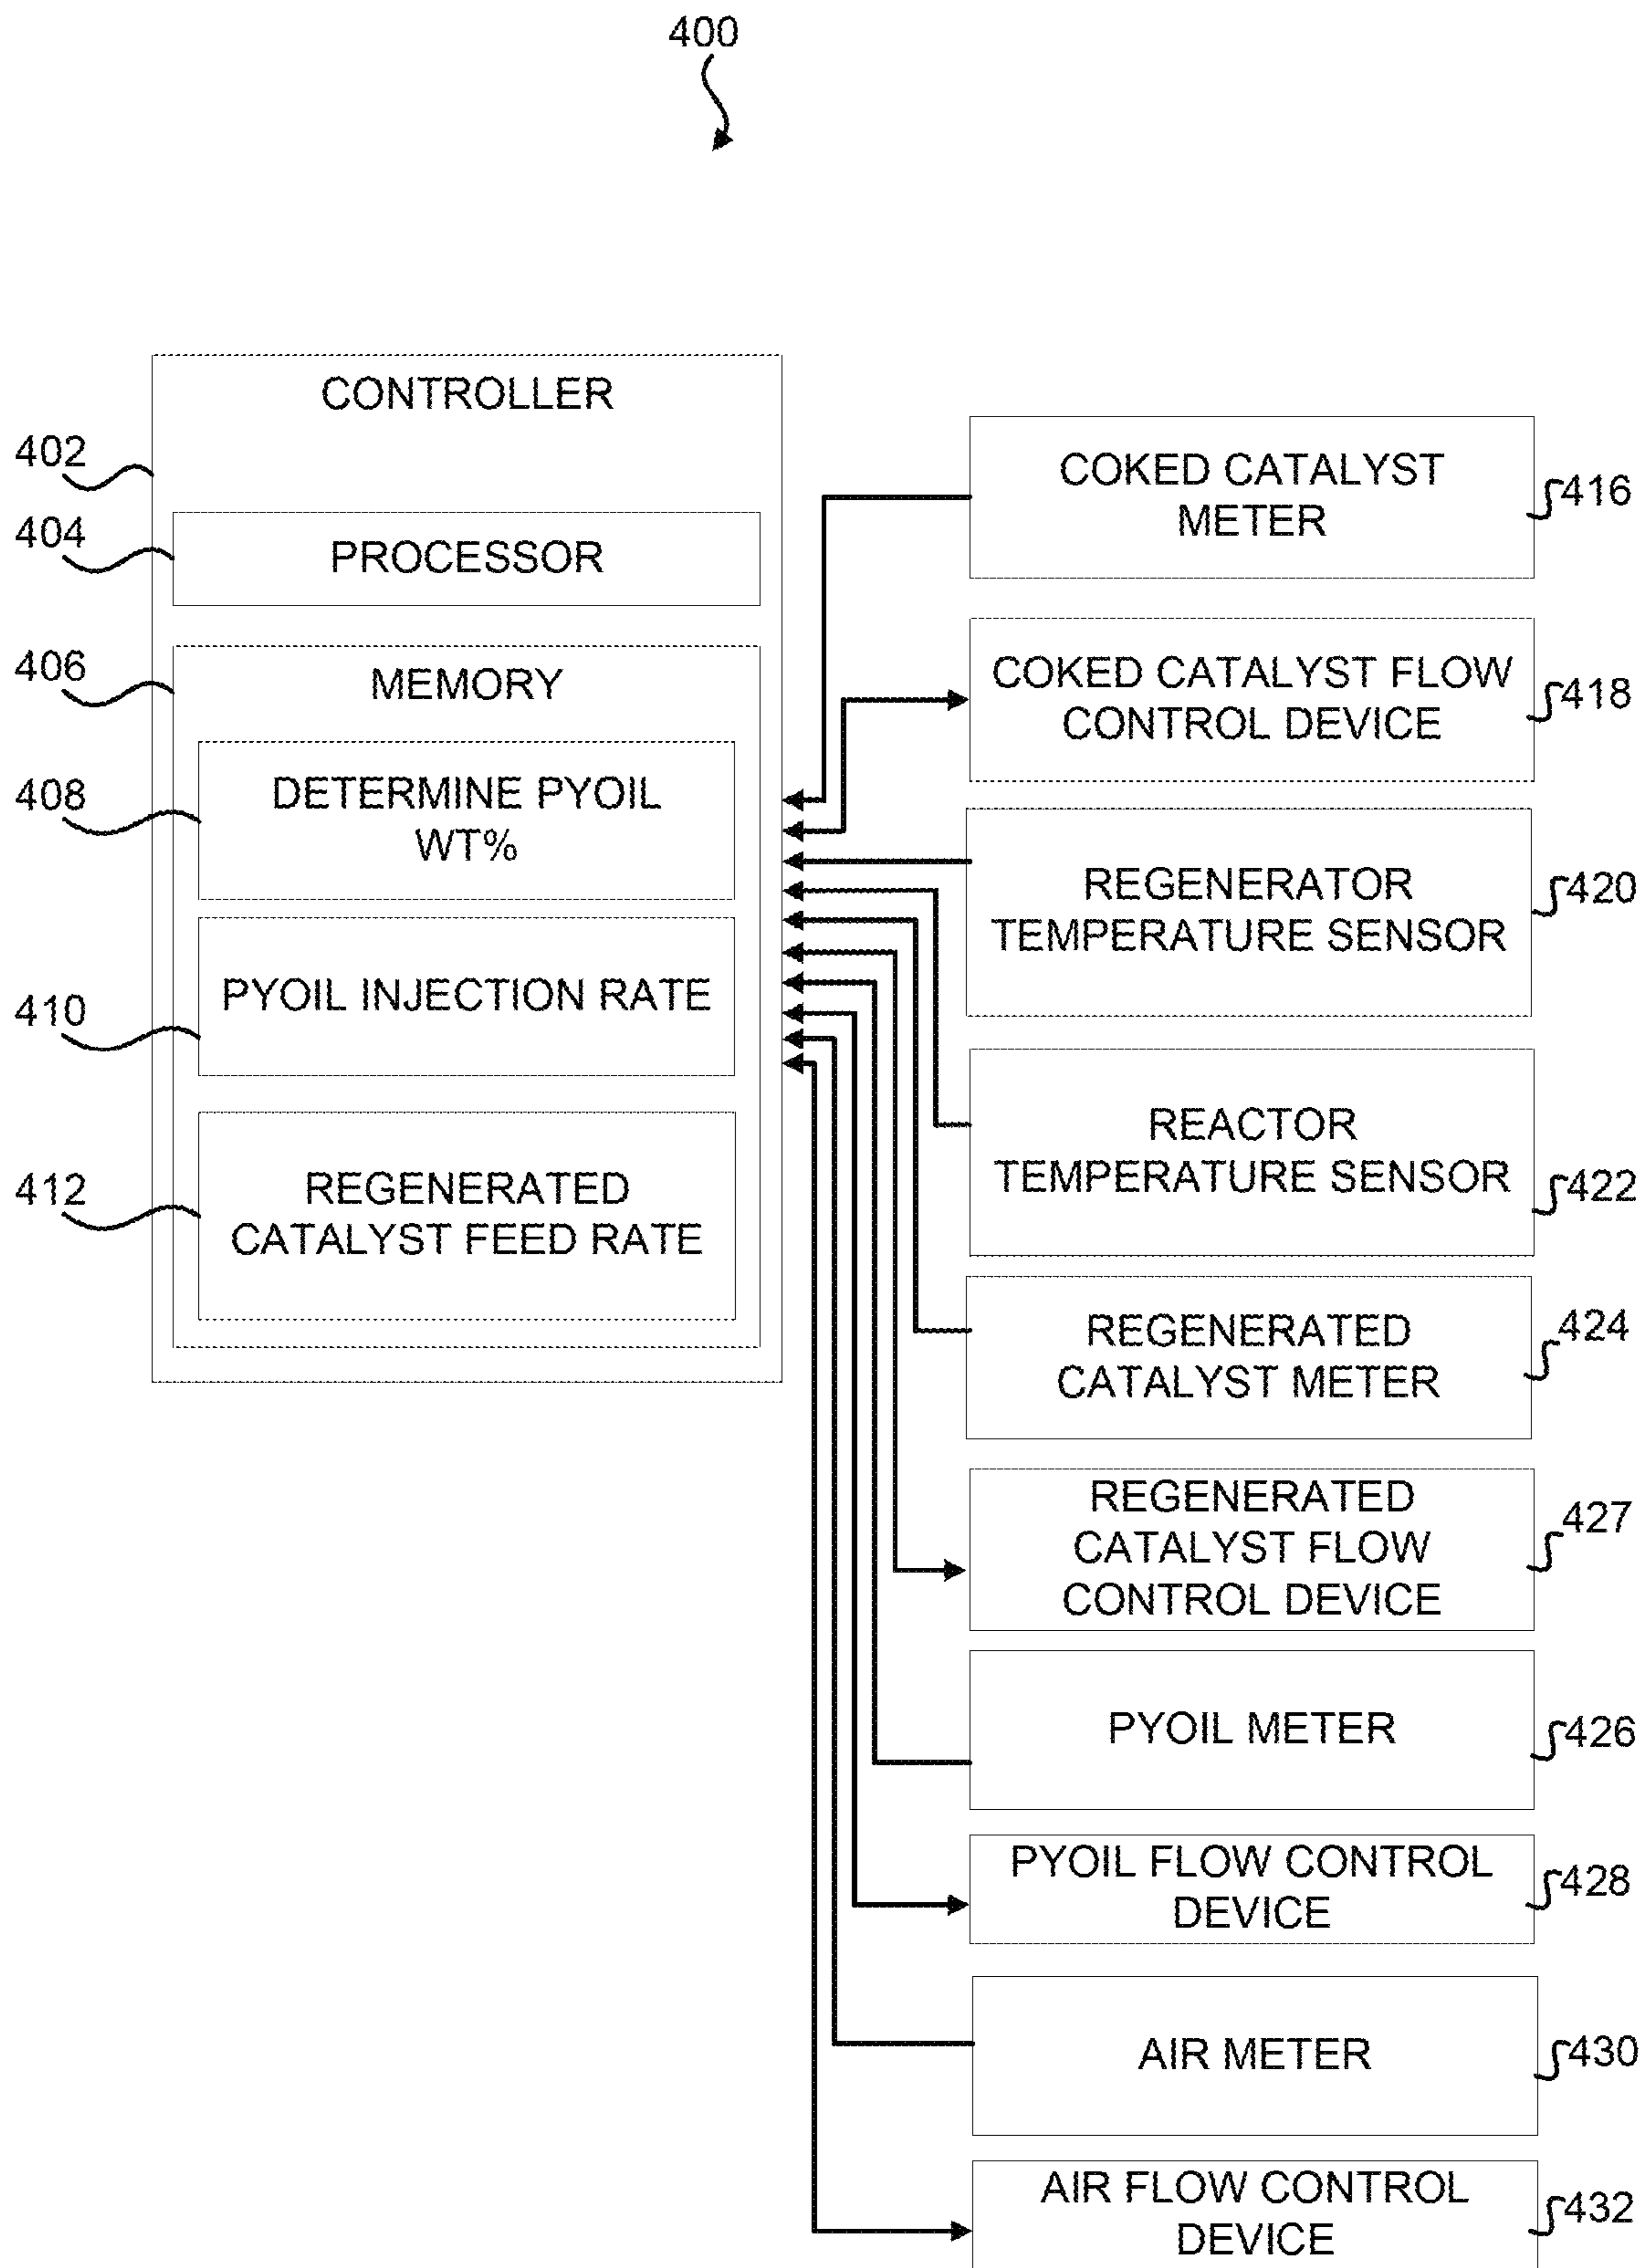 400
CONTROLLER
402
404
PROCESSOR
406
MEMORY
408
DETERMINE PYOIL
WT%
410
PYOIL INJECTION RATE
412
REGENERATED
CATALYST FEED RATE
COKED CATALYST
METER
416
COKED CATALYST FLOW
CONTROL DEVICE
418
REGENERATOR
TEMPERATURE SENSOR
420
REACTOR
TEMPERATURE SENSOR
422
REGENERATED
CATALYST METER
424
REGENERATED
CATALYST FLOW
CONTROL DEVICE
427
PYOIL METER
426
PYOIL FLOW CONTROL
DEVICE
428
AIR METER
430
AIR FLOW CONTROL
DEVICE
432